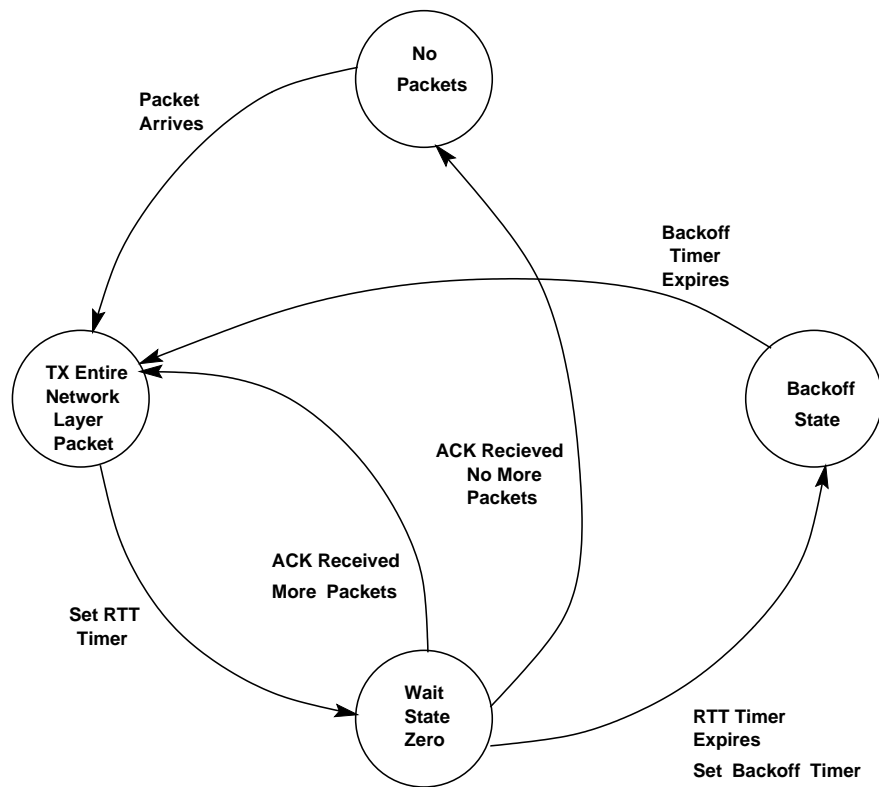 No
Packets
Packet
Arrives
Backoff
Timer
Expires
TX Entire
Network
Layer
Packet
Backoff
State
ACK Recieved
No More
Packets
ACK Received
More Packets
Set RTT
Timer
Wait
State
Zero
RTT Timer
Expires
Set Backoff Timer